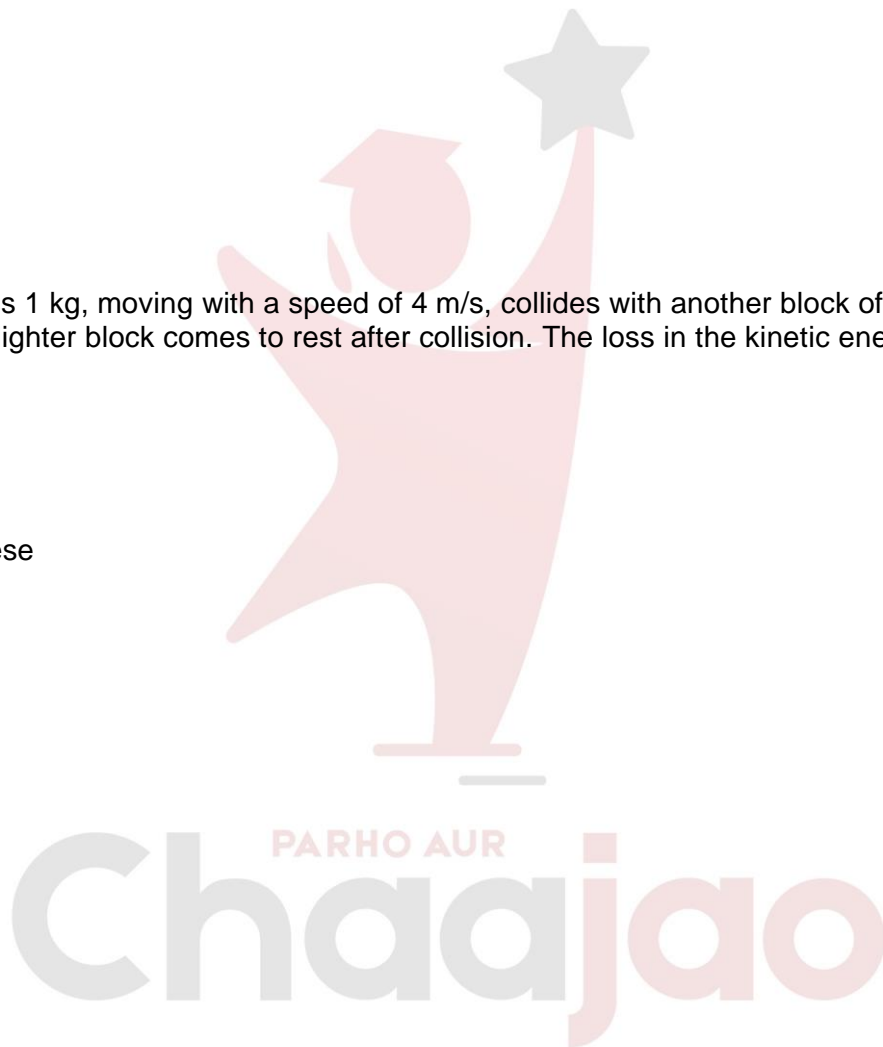 s 1 kg, moving with a speed of 4 m/s, collides with another block of
ighter block comes to rest after collision. The loss in the kinetic ene
ese
PARHO AUR
Chaajao